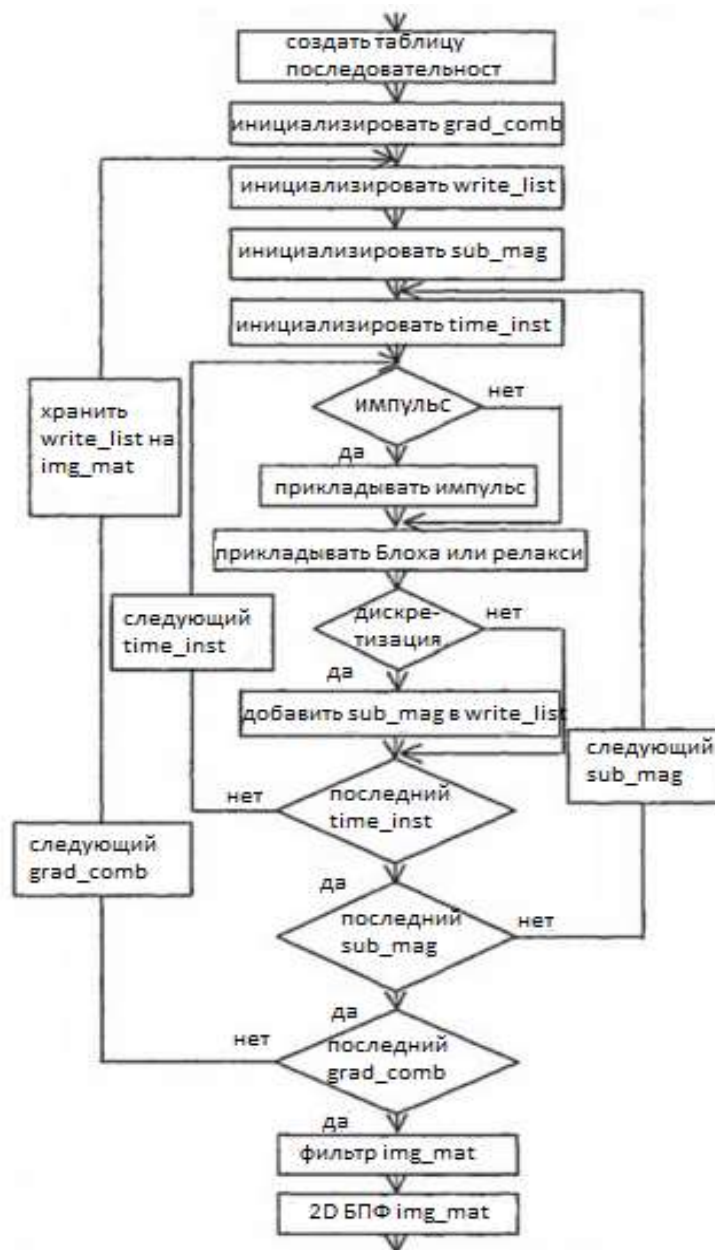 создать таблицу
последовательност
инициализировать grad_comb
инициализировать write_list
инициализировать sub_mag
инициализировать time_inst
импульс
нет
хранить
write_list на
img_mat
да
прикладывать импульс
прикладывать Блоха или релакси
следующий
time_inst
дискре-
тизация
нет
да
добавить sub_mag в write_list
следующий
sub_mag
нет
последний
time_inst
следующий
grad_comb
да
последний
sub_mag
нет
да
нет
последний
grad_comb
да
фильтр img_mat
2D БПФ img_mat